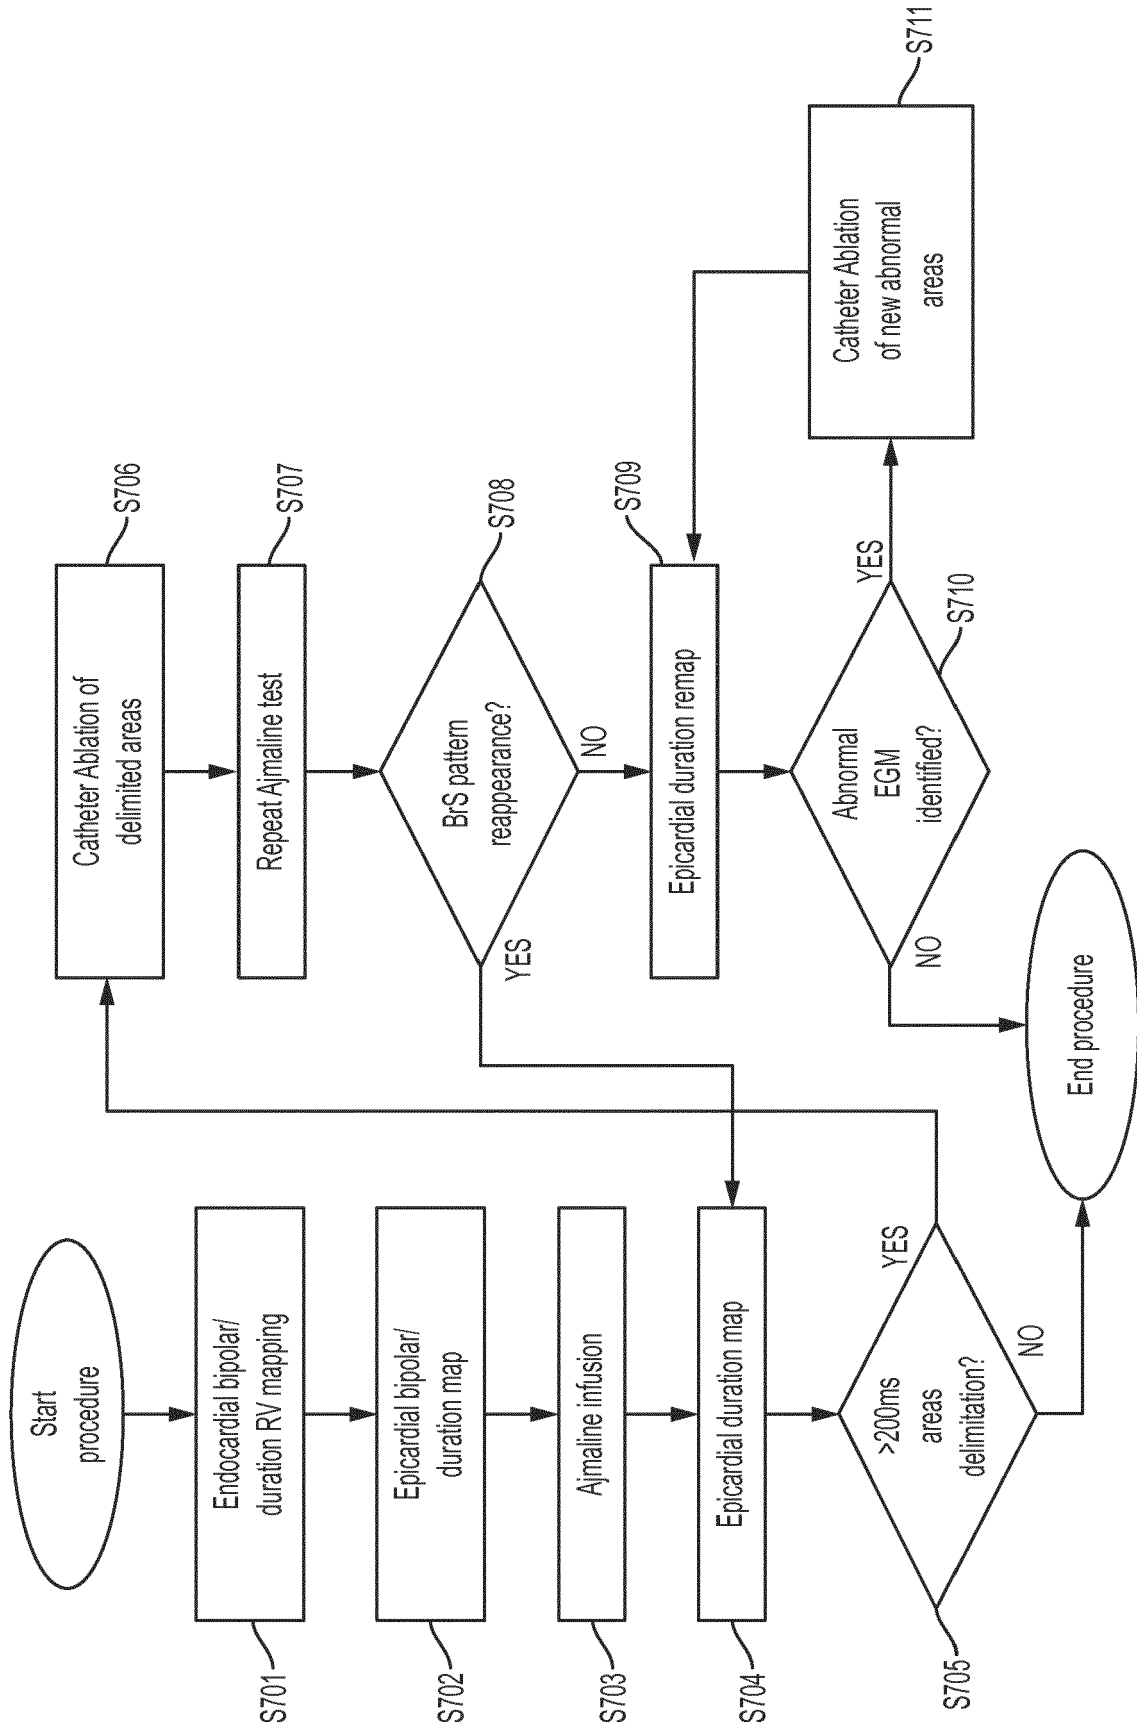 Start
procedure
Endocardial bipolar/
duration RV mapping
S701
Epicardial bipolar/
duration map
S702
Ajmaline infusion
S703
Epicardial duration map
S704
>200ms
areas
delimitation?
S705
YES
NO
Catheter Ablation of
delimited areas
S706
Repeat Ajmaline test
S707
BrS pattern
reappearance?
S708
YES
NO
Epicardial duration remap
S709
Abnormal
EGM
identified?
S710
YES
NO
Catheter Ablation
of new abnormal
areas
S711
End procedure